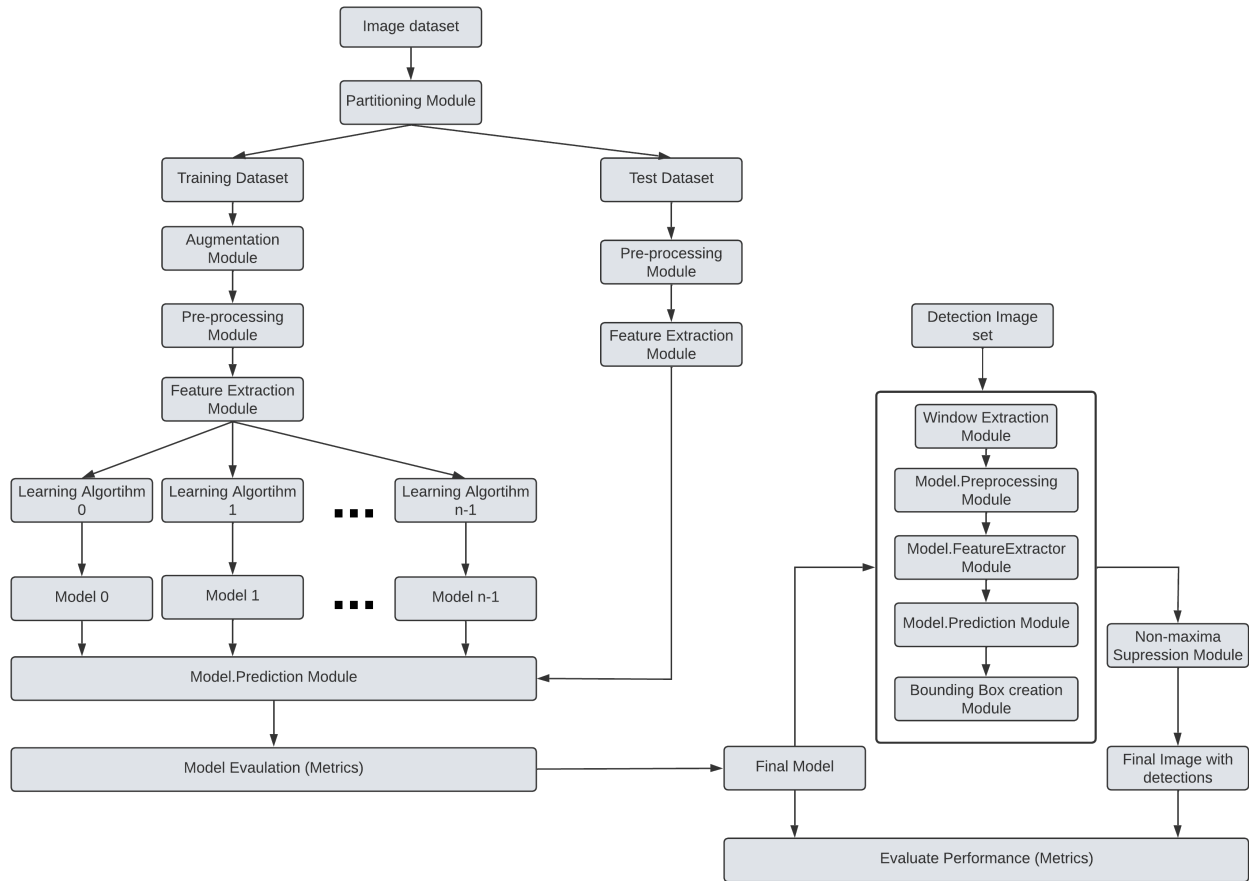 Image dataset
Partitioning Module
Training Dataset
Test Dataset
Augmentation
Module
Pre-processing
Module
Pre-processing
Module
Feature Extraction
Module
Detection Image
set
Feature Extraction
Module
Window Extraction
Module
Learning Algortihm
0
Learning Algortihm
1
Learning Algortihm
n-1
Model.Preprocessing
Module
Model.FeatureExtractor
Module
Model 0
Model 1
Model n-1
Model.Prediction Module
Non-maxima
Supression Module
Model.Prediction Module
Bounding Box creation
Module
Model Evaulation (Metrics)
Final Model
Final Image with
detections
Evaluate Performance (Metrics)